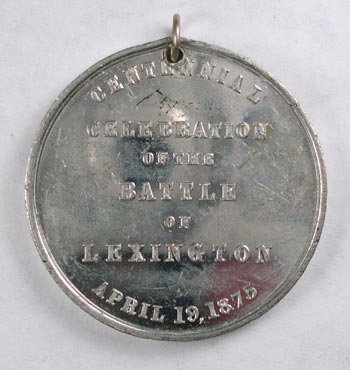 CENTENNIAL
CELEBRATION
OF THE
BATTLE
OF
LEXINGTON
APRIL 19, 1875